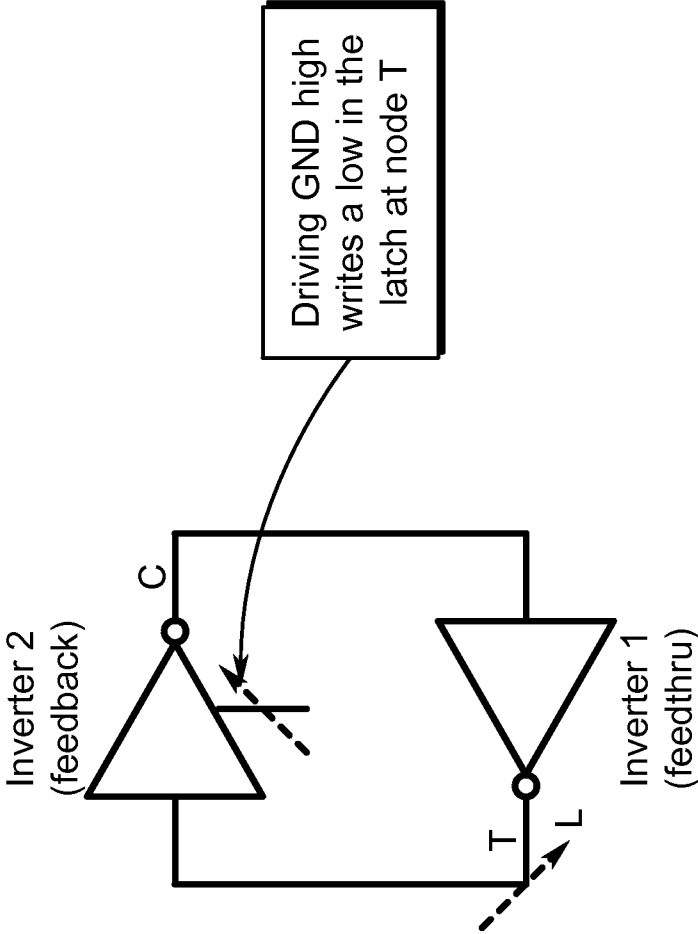 Inverter 2
(feedback)
C
Driving GND high
writes a low in the
latch at node T
T
L
Inverter 1
(feedthru)